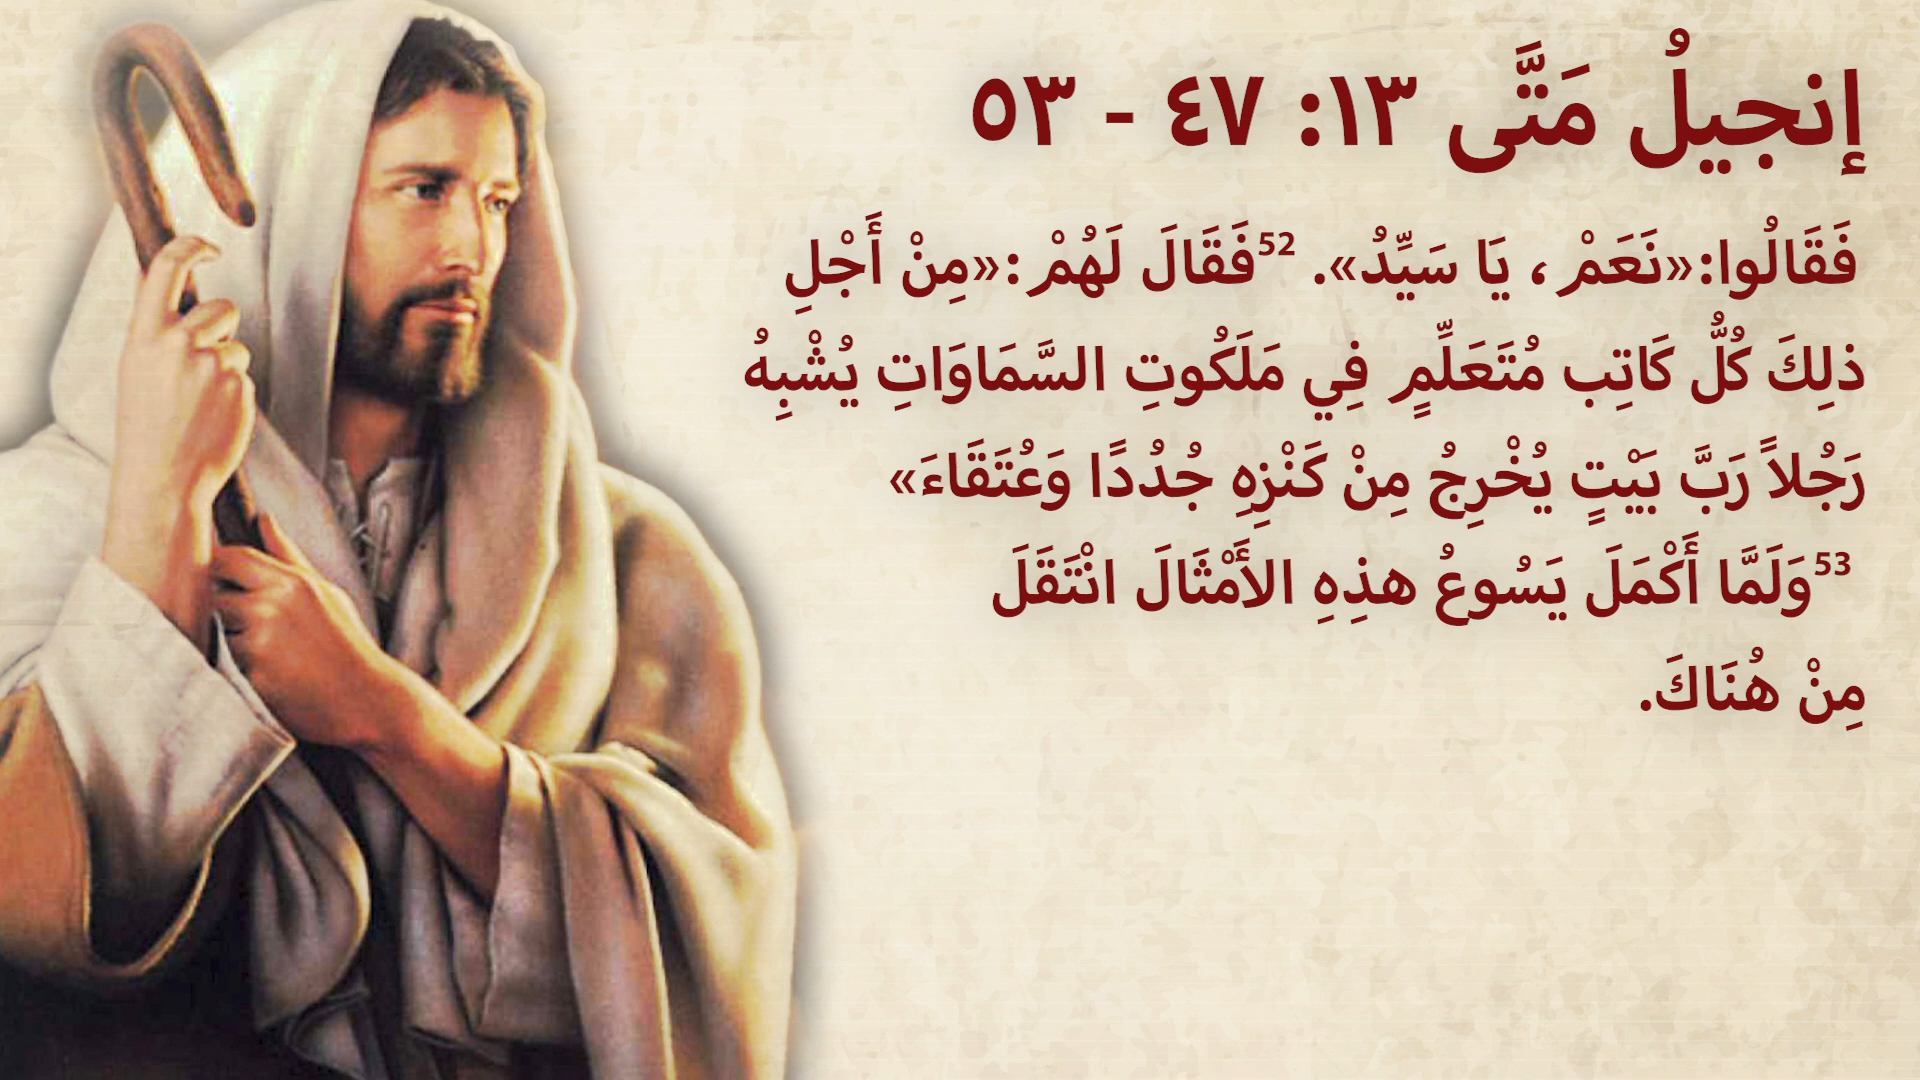 إنجيلُ مَتَّى ١٣: ٤٧ - ٥٣
فَقَالُوا:«نَعَمْ، يَا سَيِّدُ». 52فَقَالَ لَهُمْ:«مِنْ أَجْلِ
ذلِكَ كُلُّ كَاتِب مُتَعَلِّمٍ فِي مَلَكُوتِ السَّمَاوَاتِ يُشْبِهُ
رَجُلاً رَبَّ بَيْتٍ يُخْرِجُ مِنْ كَنْزِهِ جُدُدًا وَعُتَقَاءَ»
53وَلَمَّا أَكْمَلَ يَسُوعُ هذِهِ الأَمْثَالَ انْتَقَلَ
مِنْ هُنَاكَ.